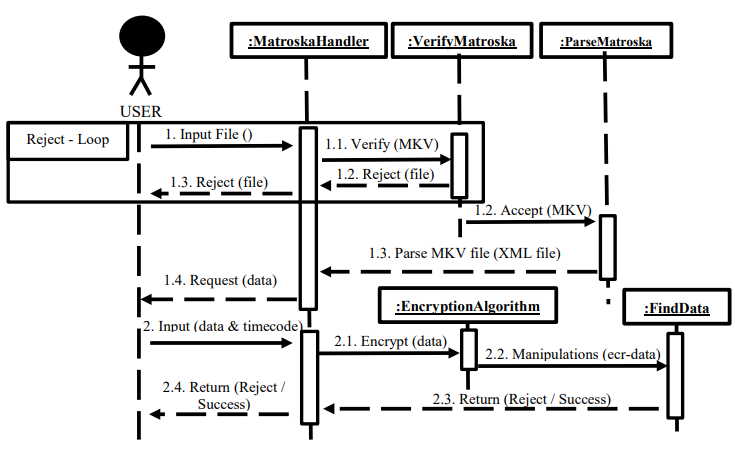 :MatroskaHandler
:VerifyMatroska
:ParseMatroska
USER
Reject - Loop
1. Input File ()
1.1. Verify (MKV)
1.2. Reject (file)
1.3. Reject (file)
1.2. Accept (MKV)
1.3. Parse MKV file (XML file)
1.4. Request (data)
:EncryptionAlgorithm
:FindData
2. Input (data & timecode)
2.1. Encrypt (data)
2.2. Manipulations (ecr-data)
2.3. Return (Reject / Success)
2.4. Return (Reject /
Success)